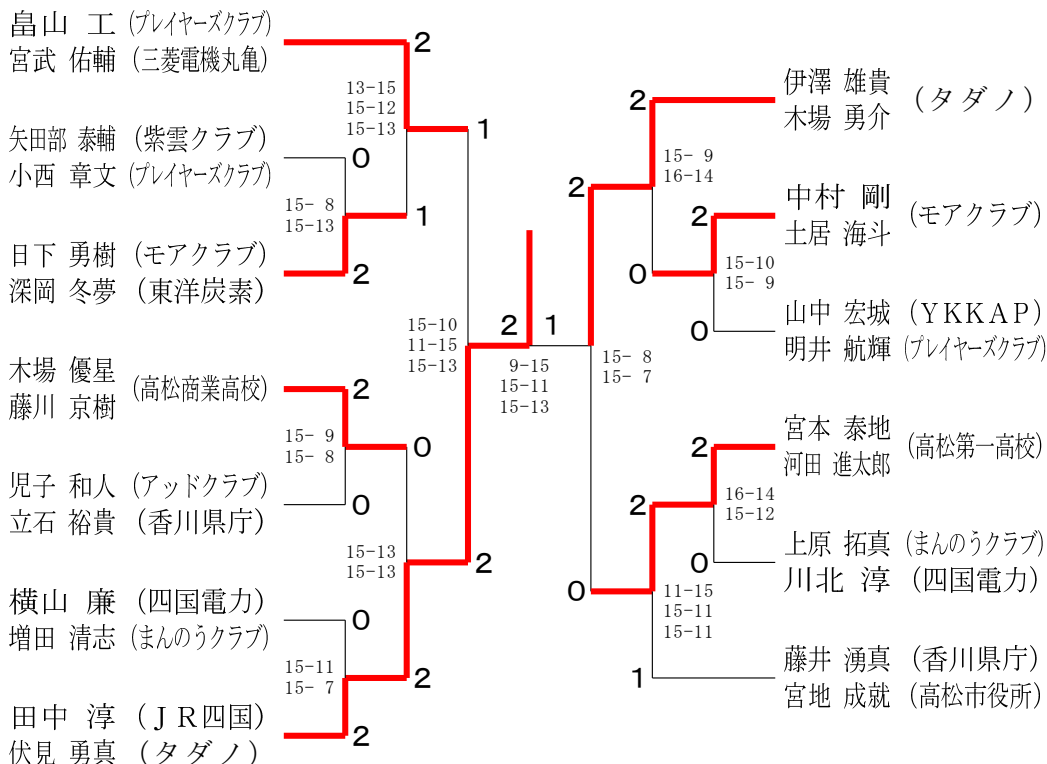 畠山 工 (プレイヤーズクラブ)
宮武 佑輔 (三菱電機丸亀)
2
13-15
15-12
15-13
1
矢田部 泰輔 (紫雲クラブ)
小西 章文 (プレイヤーズクラブ)
0
15- 8
15-13
1
日下 勇樹 (モアクラブ)
深岡 冬夢 (東洋炭素)
2
15-10
11-15
15-13
木場 優星
藤川 京樹
(高松商業高校)
2
15- 9
15- 8
0
児子 和人 (アッドクラブ)
立石 裕貴 (香川県庁)
0
15-13
15-13
2
横山 廉 (四国電力)
増田 清志 (まんのうクラブ)
0
15-11
15- 7
2
田中 淳 (JR四国)
伏見 勇真 (タダノ)
2
2
1
9-15
15-11
15-13
伊澤 雄貴
木場 勇介
(タダノ)
2
15- 9
16-14
2
中村 剛
土居 海斗
(モアクラブ)
2
15-10
15- 9
0
山中 宏城 (YKKAP)
明井 航輝 (プレイヤーズクラブ)
0
15- 8
15- 7
宮本 泰地
河田 進太郎
(高松第一高校)
2
16-14
15-12
2
上原 拓真 (まんのうクラブ)
川北 淳 (四国電力)
0
0
11-15
15-11
15-11
藤井 湧真 (香川県庁)
宮地 成就 (高松市役所)
1